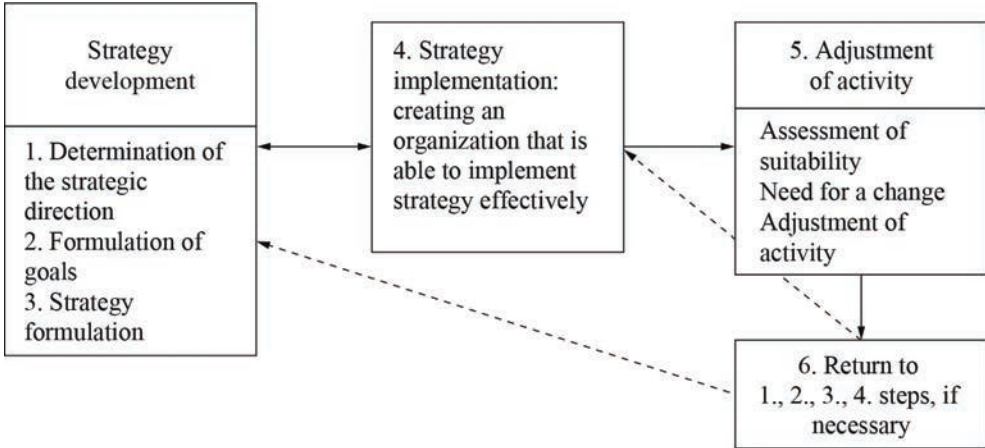 Strategy
development
1. Determination of
the strategic
direction
2. Formulation of
goals
3. Strategy
formulation
4. Strategy
implementation:
creating an
organization that is
able to implement
strategy effectively
5. Adjustment
of activity
Assessment of
suitability
Need for a change
Adjustment of
activity
6. Return to
1., 2., 3., 4. steps, if
necessary